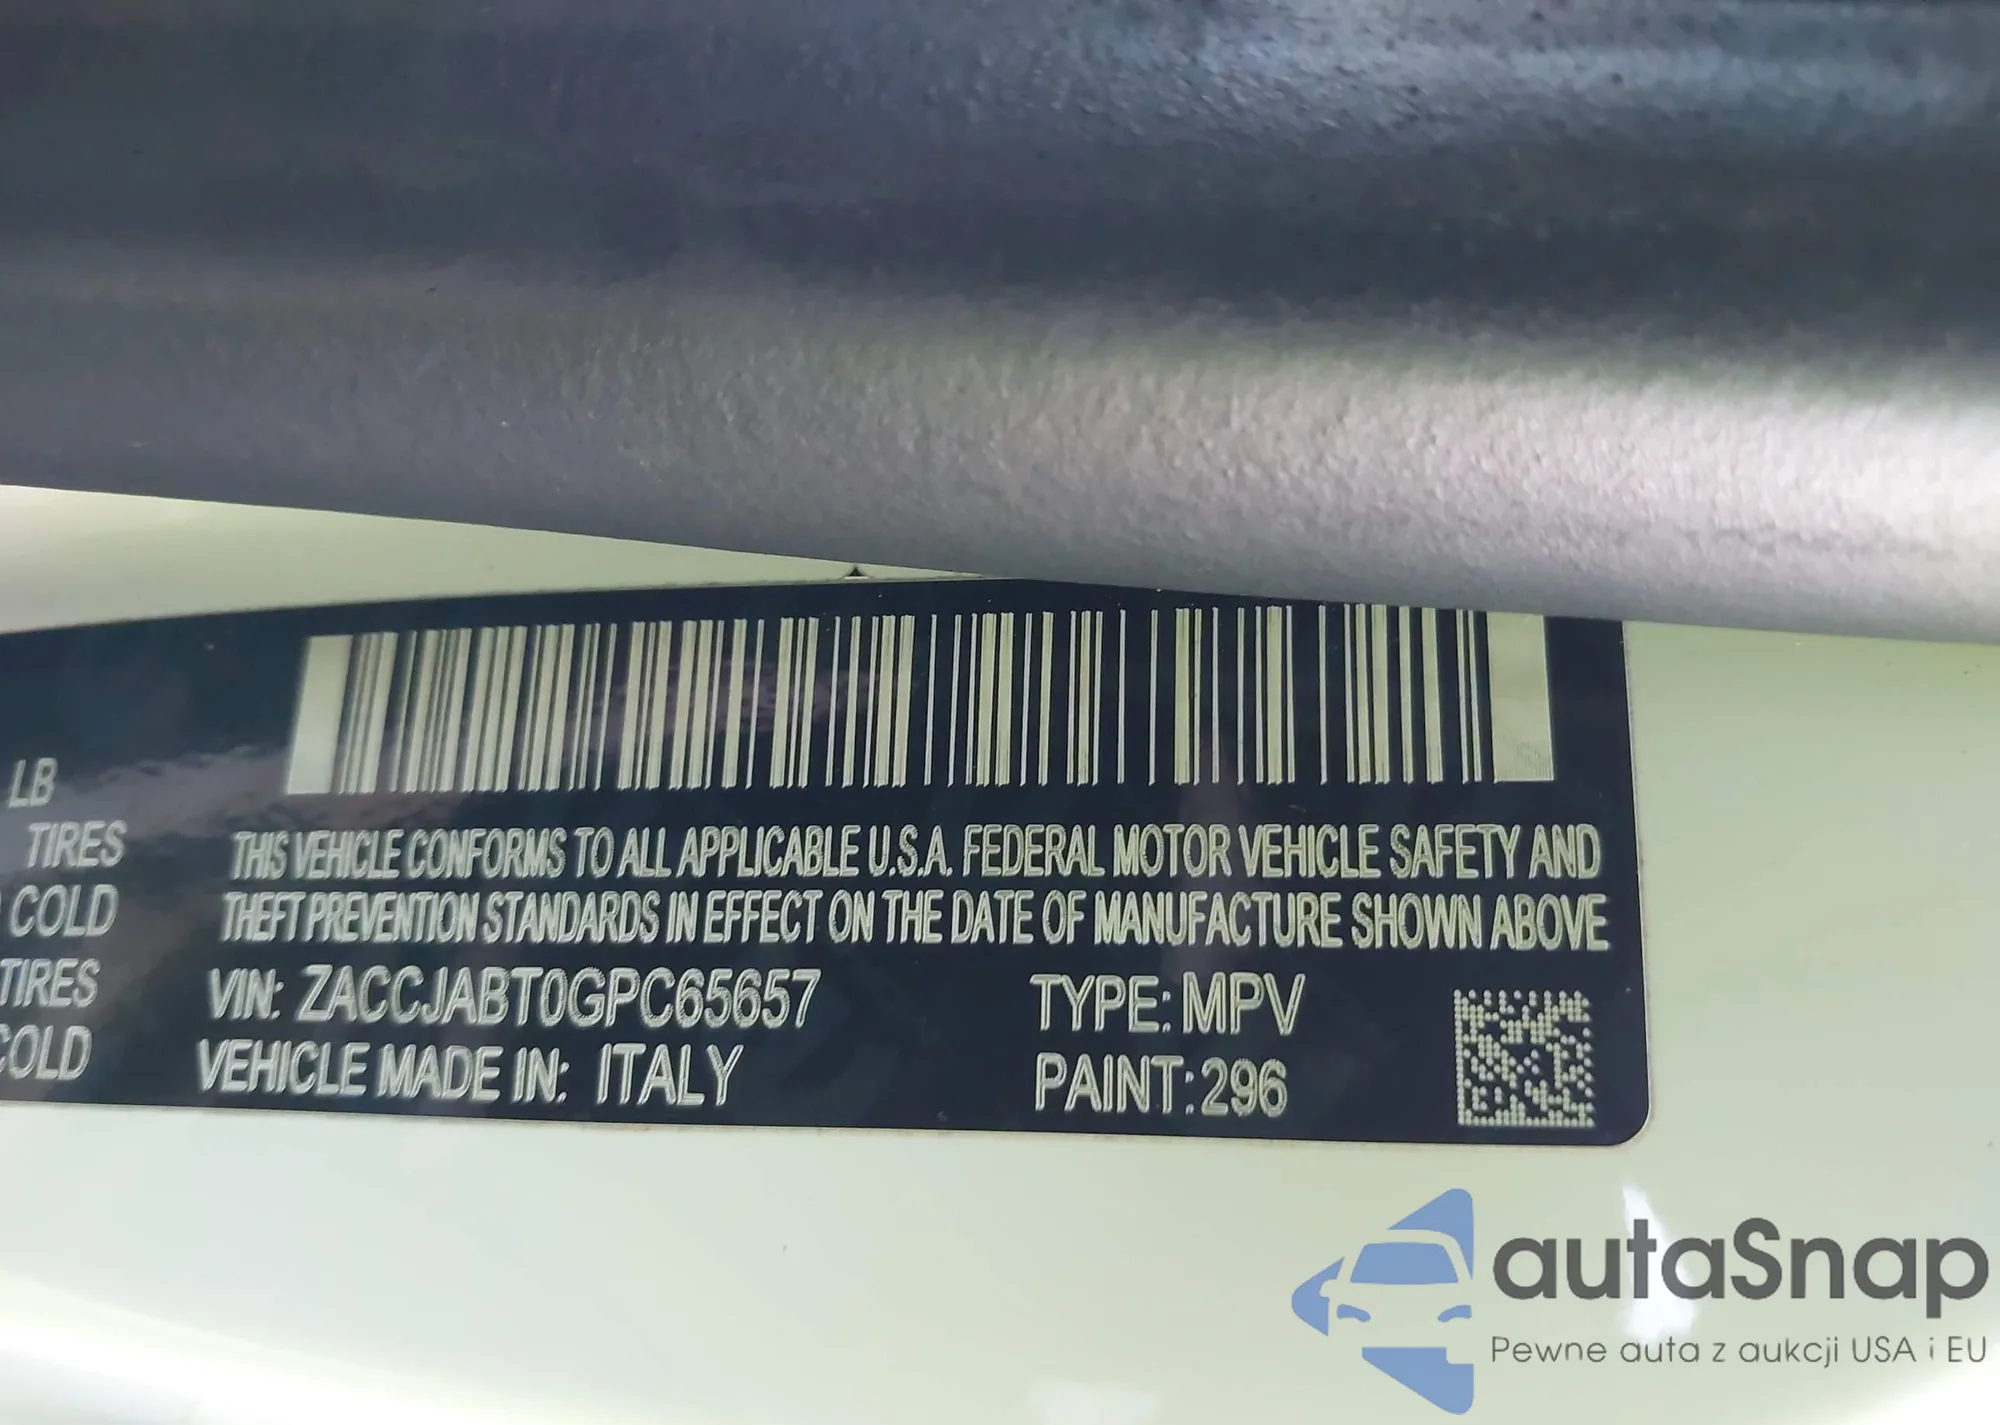 LB
TIRES
COLD
TIRES
COLD
THIS VEHICLE CONFORMS TO ALL APPLICABLE U.S.A. FEDERAL MOTOR VEHICLE SAFETY AND
THEFT PREVENTION STANDARDS IN EFFECT ON THE DATE OF MANUFACTURE SHOWN ABOVE
VIN: ZACCJABT0GPC65657 TYPE: MPV
VEHICLE MADE IN: ITALY PAINT: 296
autaSnap
Pewne auta z aukcji USA i EU